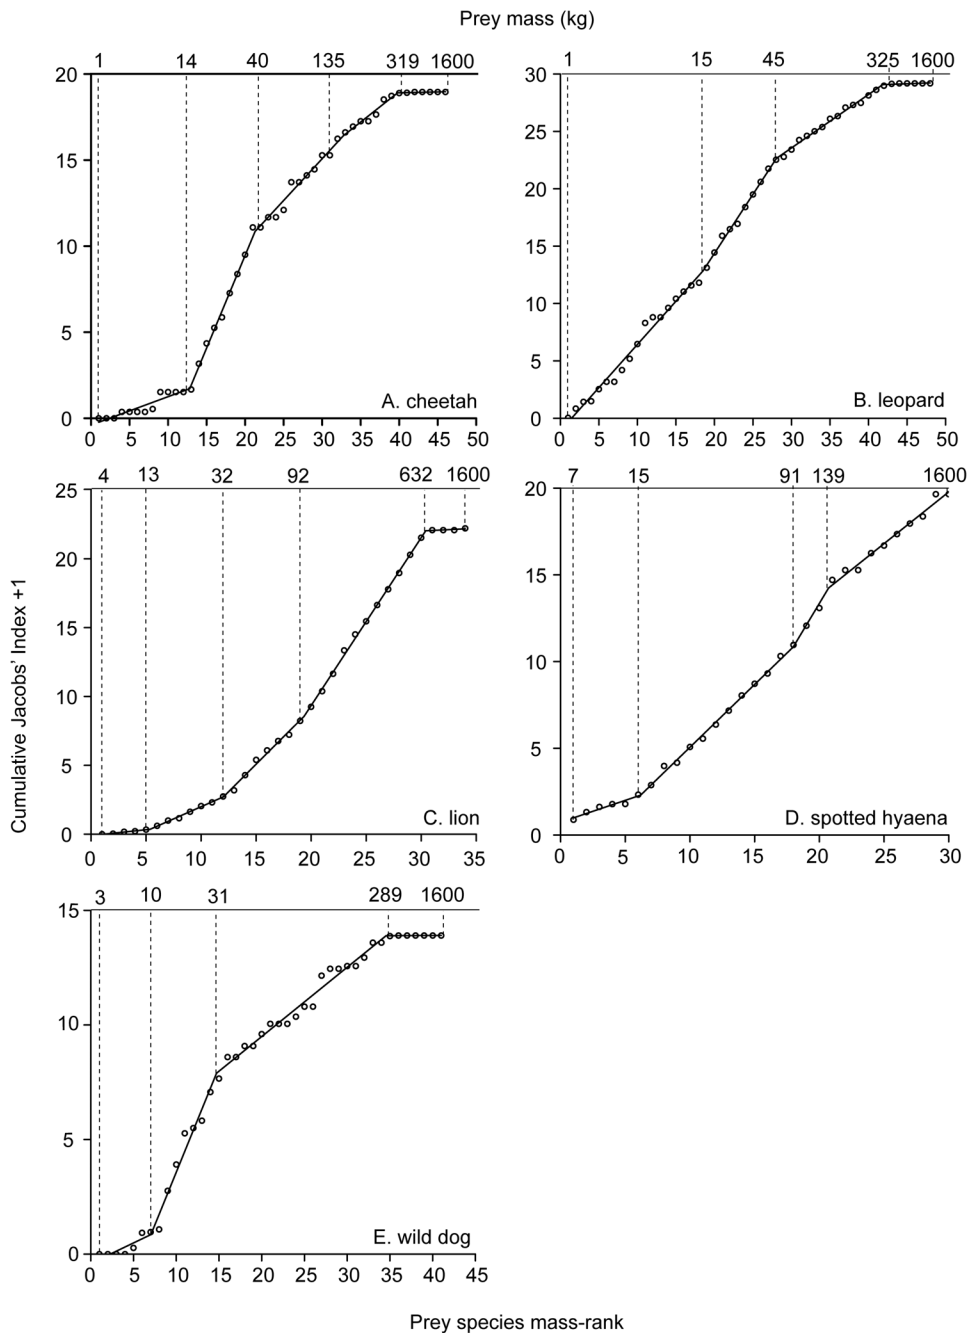 Prey mass (kg)
1 14 40 135 319 1600
20
15
10
5
0
0 5 10 15 20 25 30 35 40 45 50
A. cheetah
1 15 45 325 1600
30
25
20
15
10
5
0
0 5 10 15 20 25 30 35 40 45 50
B. leopard
4 13 32 92 632 1600
25
20
15
10
5
0
0 5 10 15 20 25 30 35
C. lion
7 15 91 139 1600
20
15
10
5
0
0 5 10 15 20 25 30
D. spotted hyaena
3 10 31 289 1600
15
10
5
0
0 5 10 15 20 25 30 35 40 45
E. wild dog
Cumulative Jacobs' Index +1
Prey species mass-rank